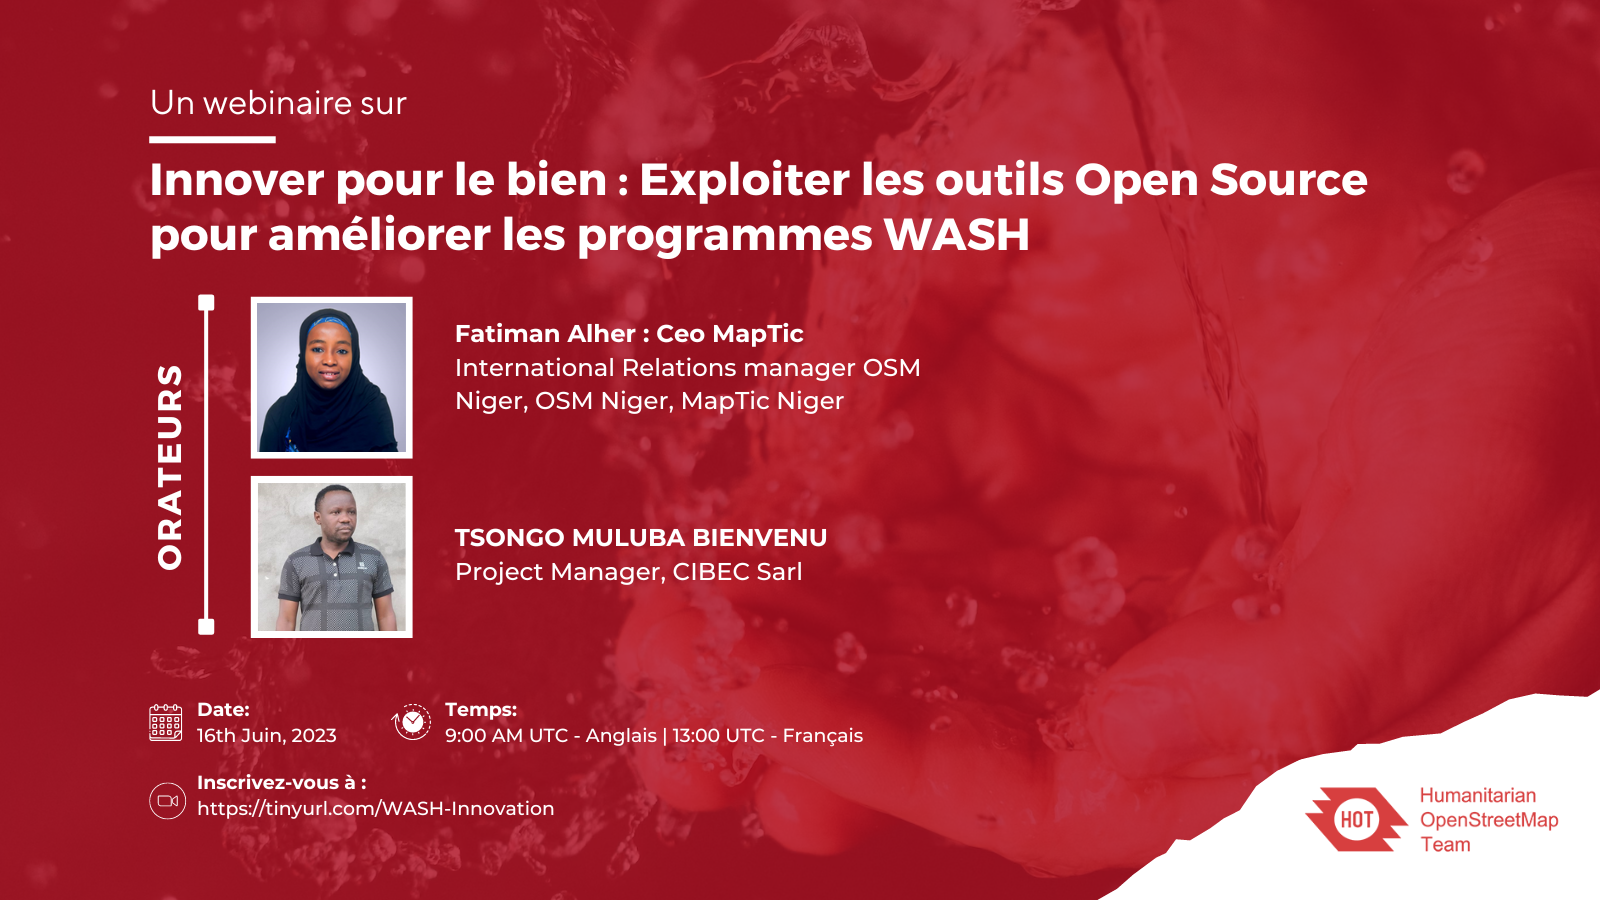 Un webinaire sur
Innover pour le bien : Exploiter les outils Open Source
pour améliorer les programmes WASH
ORATEURS
Fatiman Alher : Ceo MapTic
International Relations manager OSM
Niger, OSM Niger, MapTic Niger
TSONGO MULUBA BIENVENU
Project Manager, CIBEC Sarl
Date:
16th Juin, 2023
Temps:
9:00 AM UTC - Anglais | 13:00 UTC - Français
Inscrivez-vous à :
https://tinyurl.com/WASH-Innovation
HOT
Humanitarian
OpenStreetMap
Team